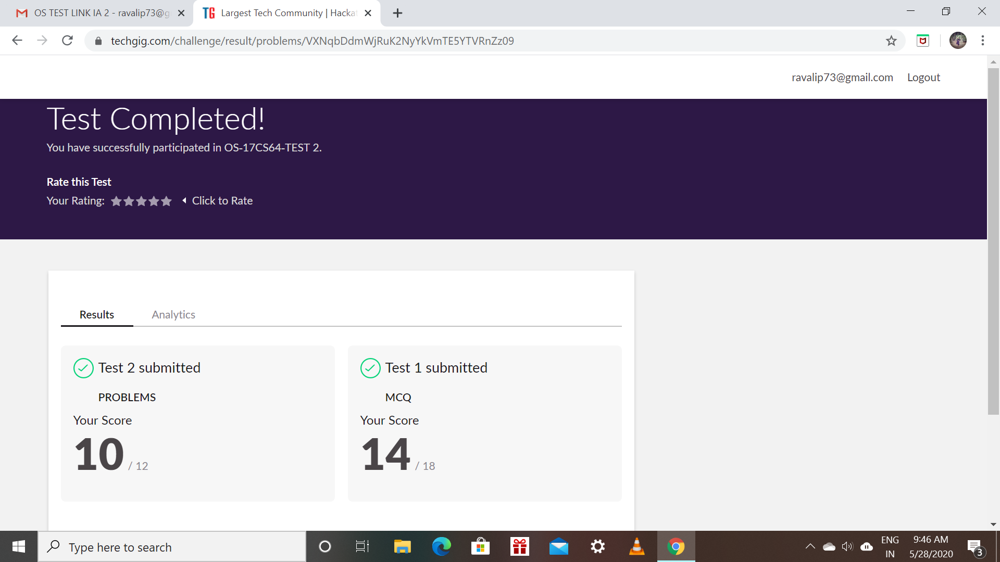 OS TEST LINK IA 2 - ravalip73@g
TG Largest Tech Community | Hacka
techgig.com/challenge/result/problems/VXNqbDdmWjRuK2NyYkVmTE5YTVRnZz09
ravalip73@gmail.com Logout
Test Completed!
You have successfully participated in OS-17CS64-TEST 2.
Rate this Test
Your Rating: Click to Rate
Results Analytics
Test 2 submitted
PROBLEMS
Your Score
10 / 12
Test 1 submitted
MCQ
Your Score
14 / 18
Type here to search
ENG
IN
9:46 AM
5/28/2020
3